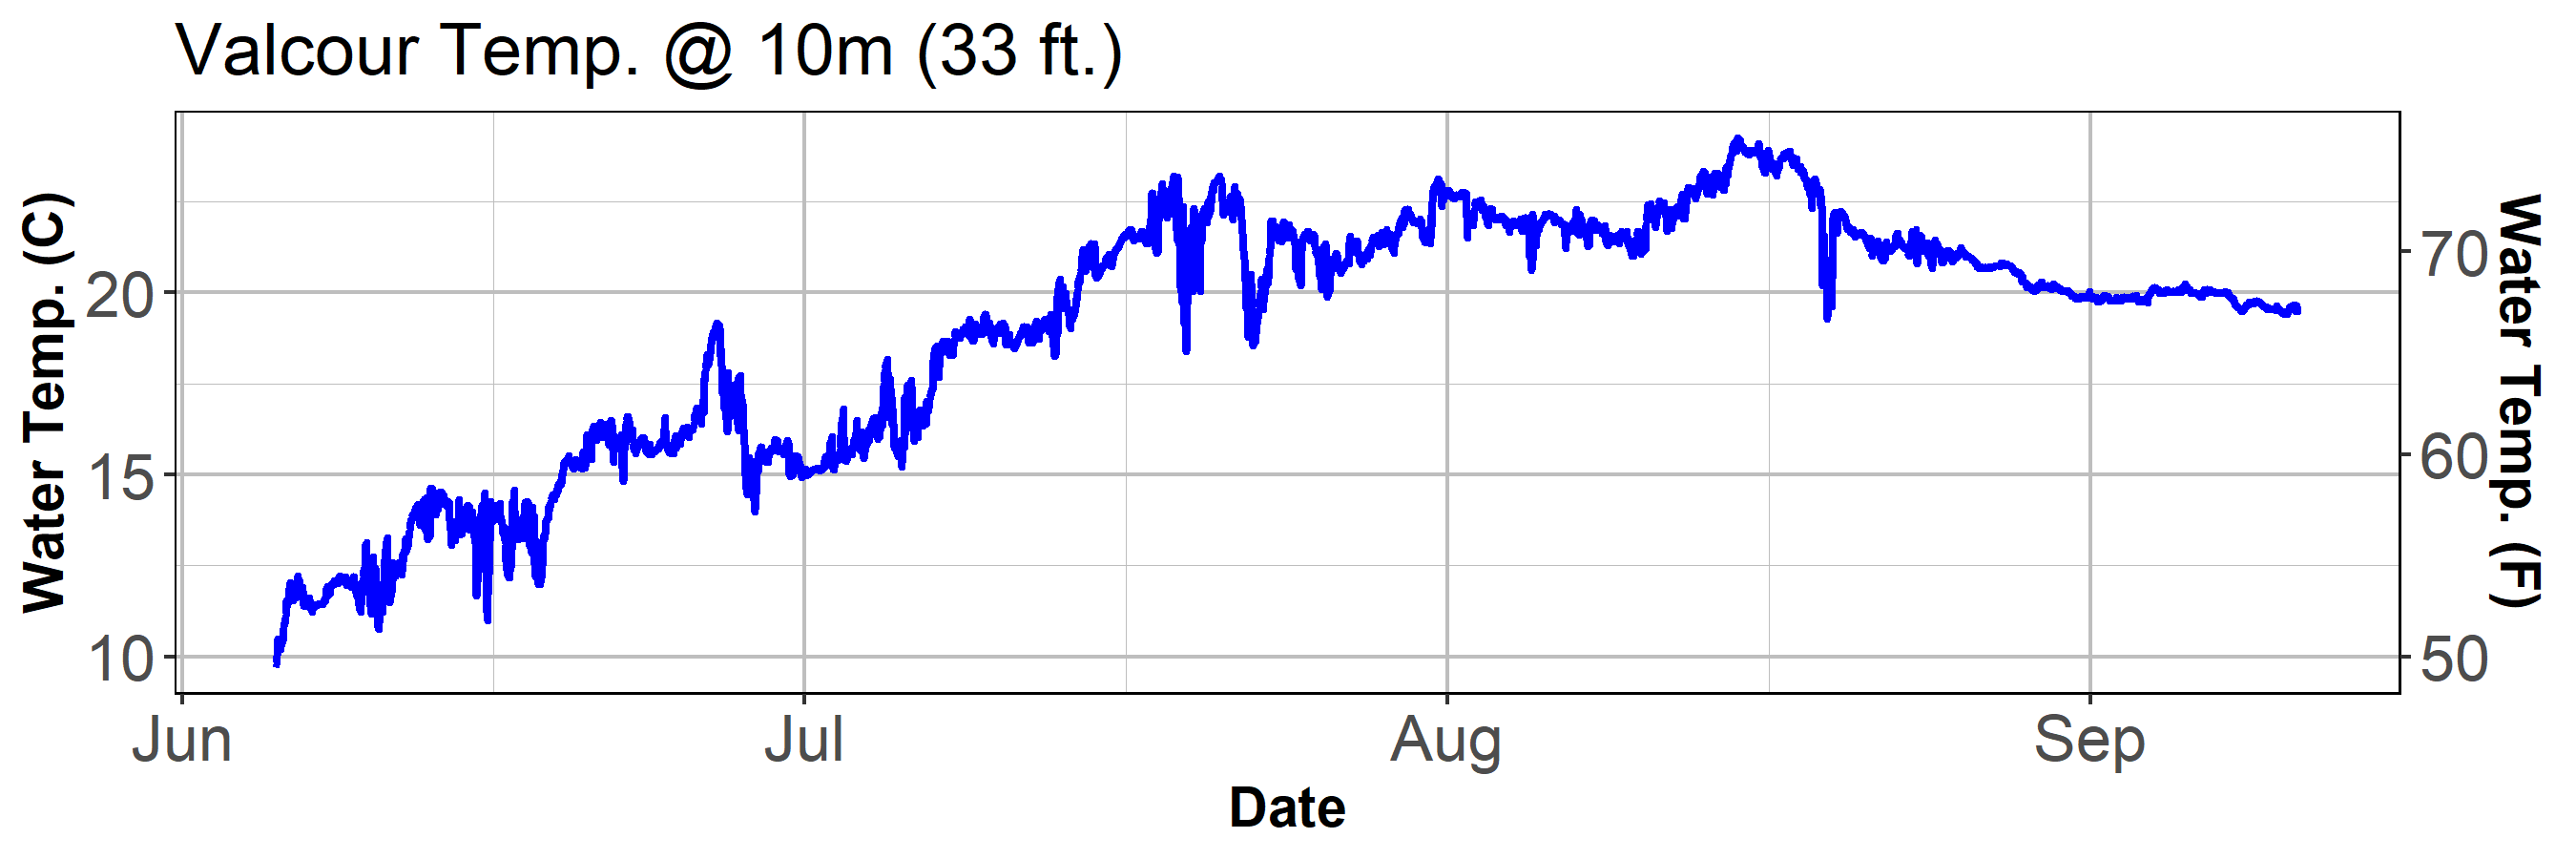 Valcour Temp. @ 10m (33 ft.)
Water Temp. (C)
20
15
10
70
60
50
Water Temp. (F)
Jun
Jul
Aug
Sep
Date